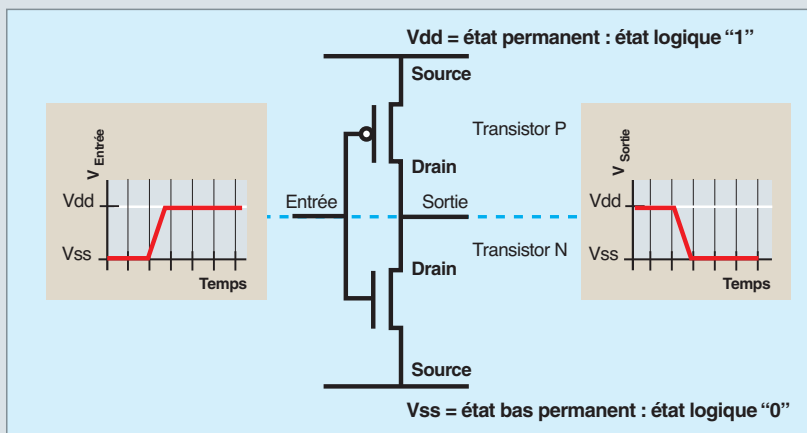 Vdd = état permanent : état logique “1”
Source
V Entrée
Vdd
Vss
Temps
Transistor P
Drain
Entrée
Sortie
Transistor N
Drain
Source
V Sortie
Vdd
Vss
Temps
Vss = état bas permanent : état logique “0”